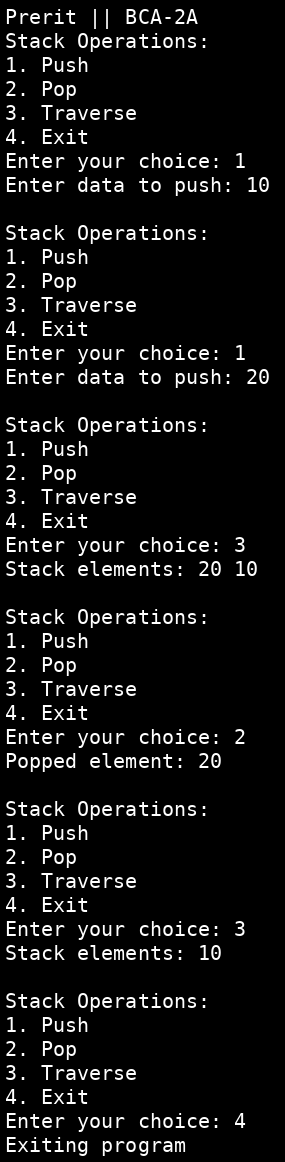 Prerit || BCA-2A
Stack Operations:
1. Push
2. Pop
3. Traverse
4. Exit
Enter your choice: 1
Enter data to push: 10

Stack Operations:
1. Push
2. Pop
3. Traverse
4. Exit
Enter your choice: 1
Enter data to push: 20

Stack Operations:
1. Push
2. Pop
3. Traverse
4. Exit
Enter your choice: 3
Stack elements: 20 10

Stack Operations:
1. Push
2. Pop
3. Traverse
4. Exit
Enter your choice: 2
Popped element: 20

Stack Operations:
1. Push
2. Pop
3. Traverse
4. Exit
Enter your choice: 3
Stack elements: 10

Stack Operations:
1. Push
2. Pop
3. Traverse
4. Exit
Enter your choice: 4
Exiting program